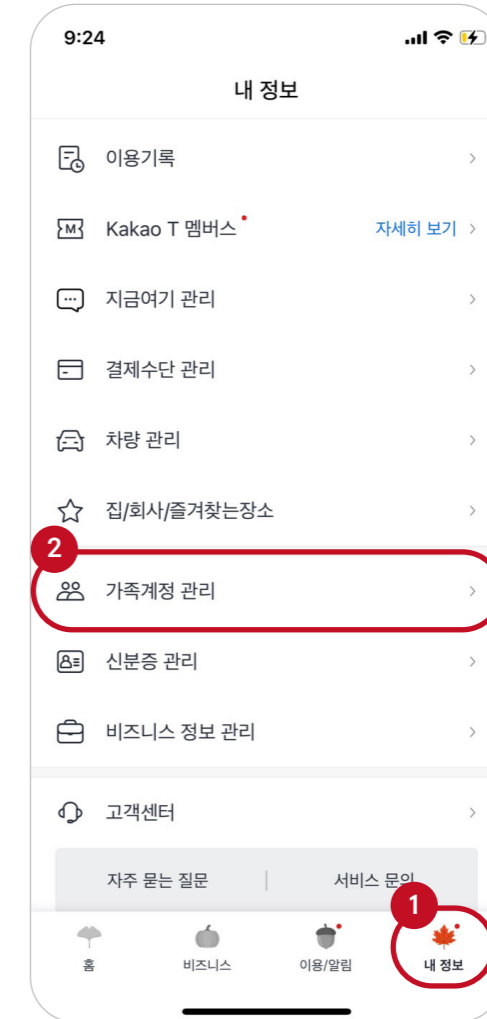 9:24
내 정보
이용기록
M
Kakao T 멤버스
자세히 보기
지금여기 관리
결제수단 관리
차량 관리
집/회사/즐겨찾는장소
2
가족계정 관리
신분증 관리
비즈니스 정보 관리
고객센터
자주 묻는 질문
서비스 문의
1
홈
비즈니스
이용/알림
내 정보